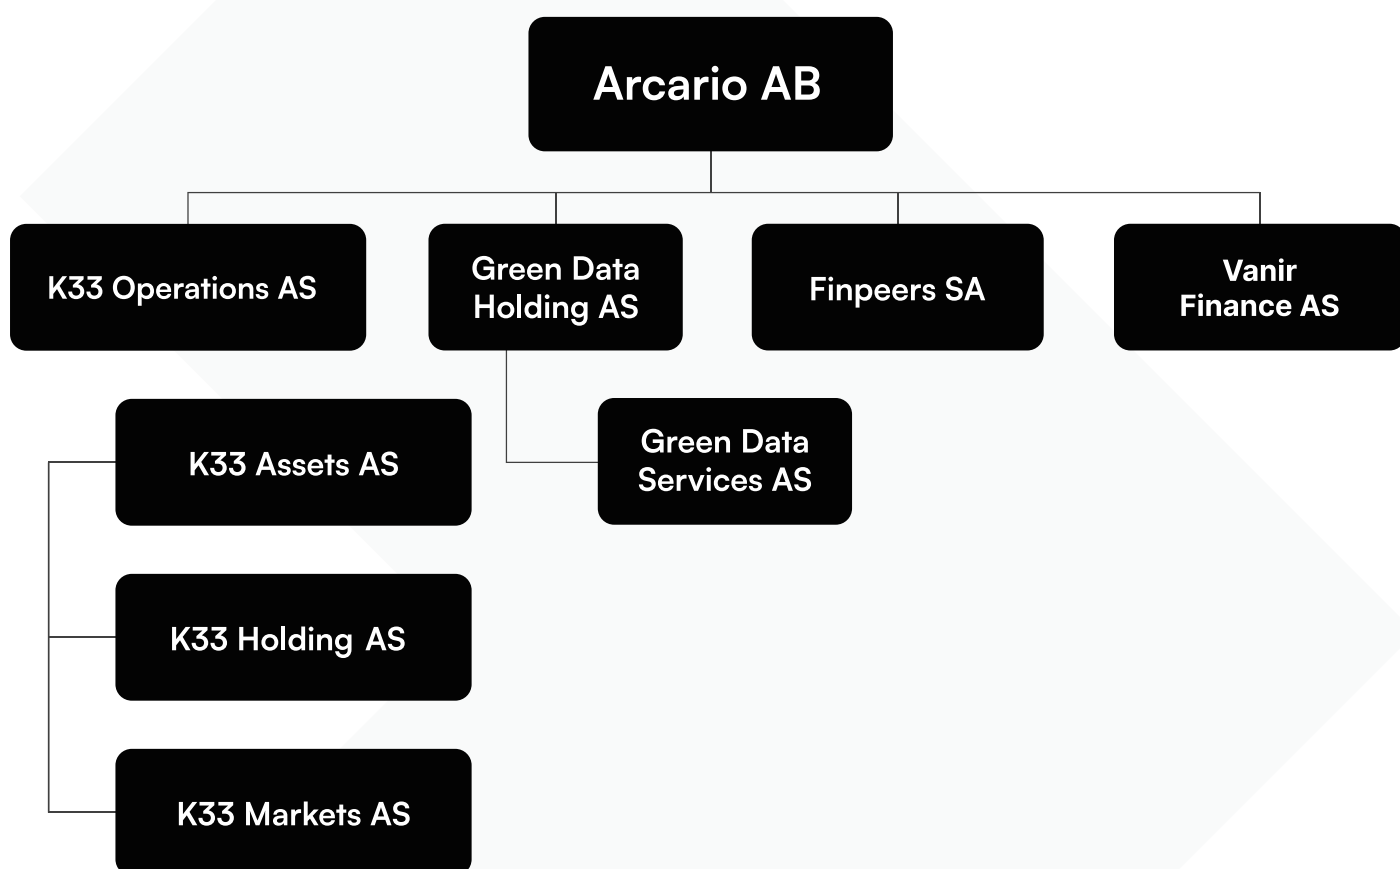 Arcario AB
K33 Operations AS
Green Data
Holding AS
Finpeers SA
Vanir
Finance AS
K33 Assets AS
Green Data
Services AS
K33 Holding AS
K33 Markets AS